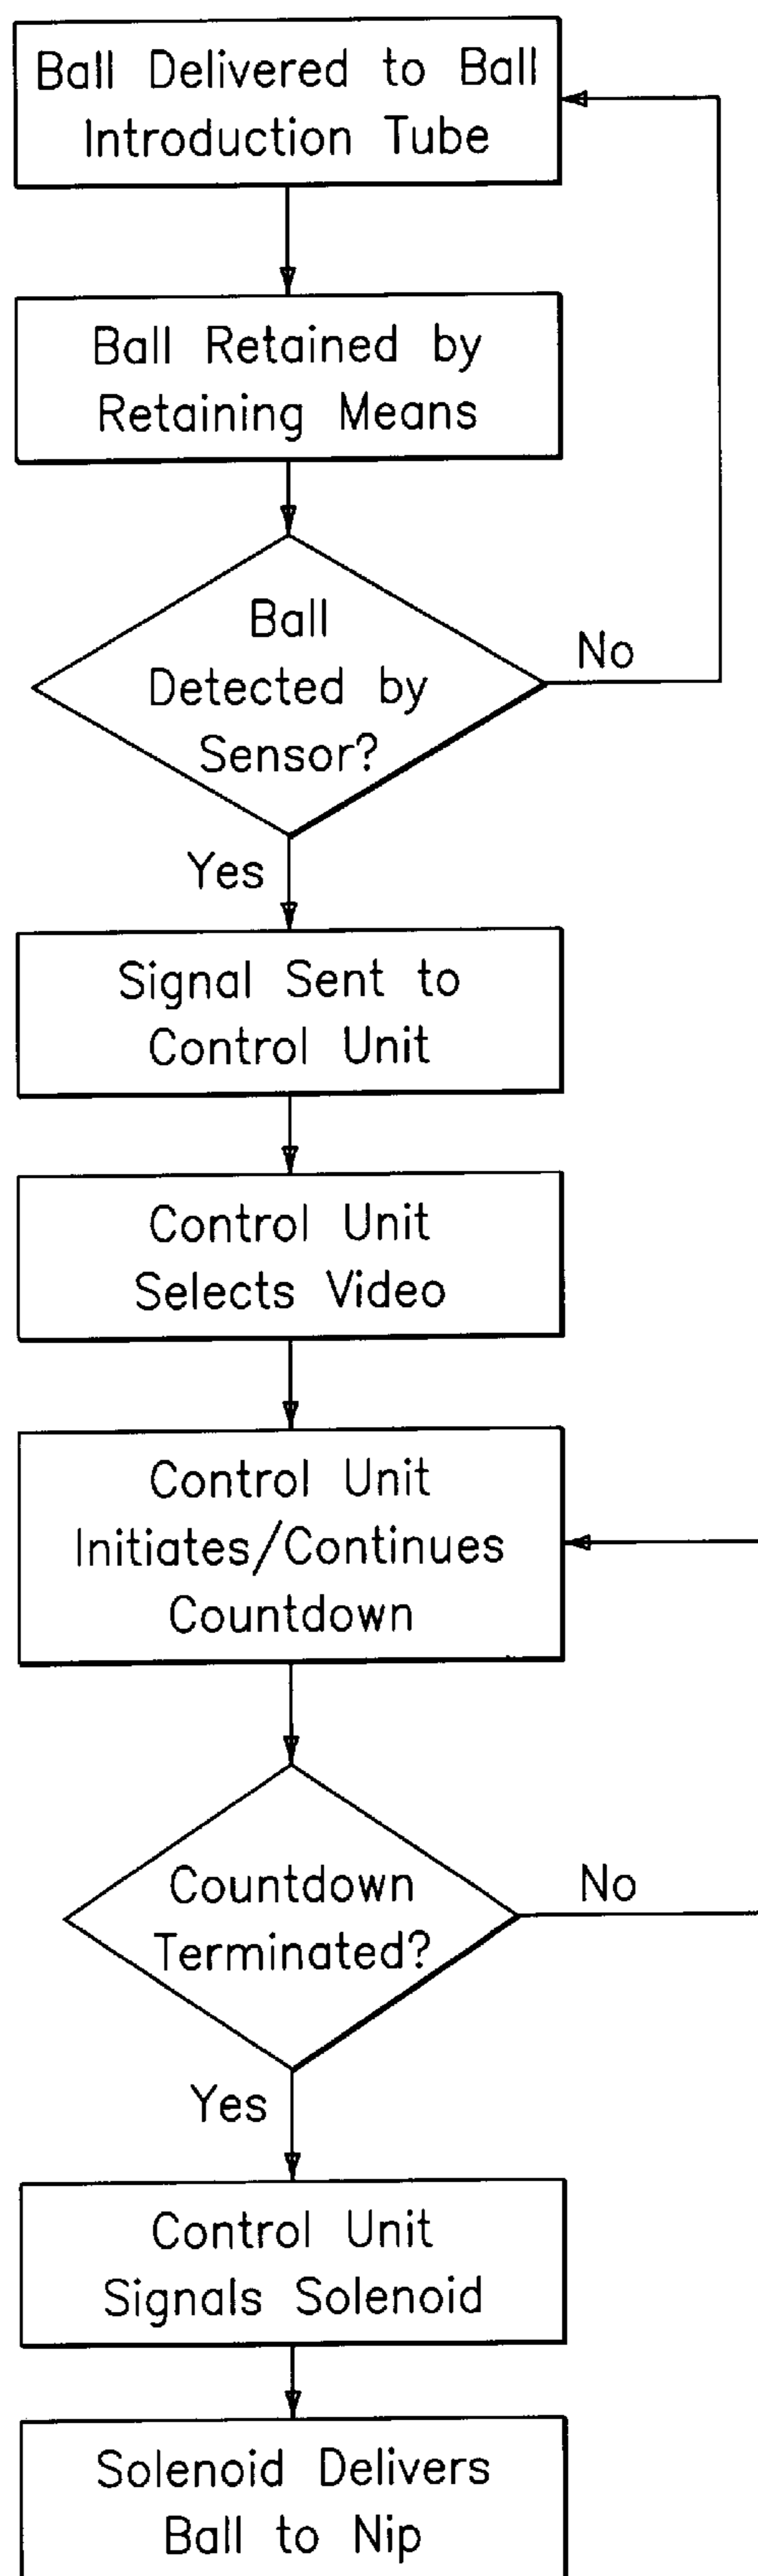 Ball Delivered to Ball
Introduction Tube
Ball Retained by
Retaining Means
Ball
Detected by
Sensor?
No
Yes
Signal Sent to
Control Unit
Control Unit
Selects Video
Control Unit
Initiates/Continues
Countdown
Countdown
Terminated?
No
Yes
Control Unit
Signals Solenoid
Solenoid Delivers
Ball to Nip